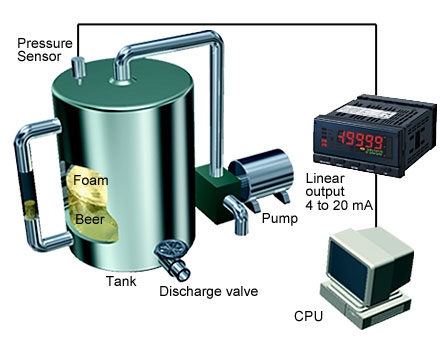 Pressure
Sensor
19999
Foam
Beer
Linear
output
4 to 20 mA
Pump
Tank
Discharge valve
CPU